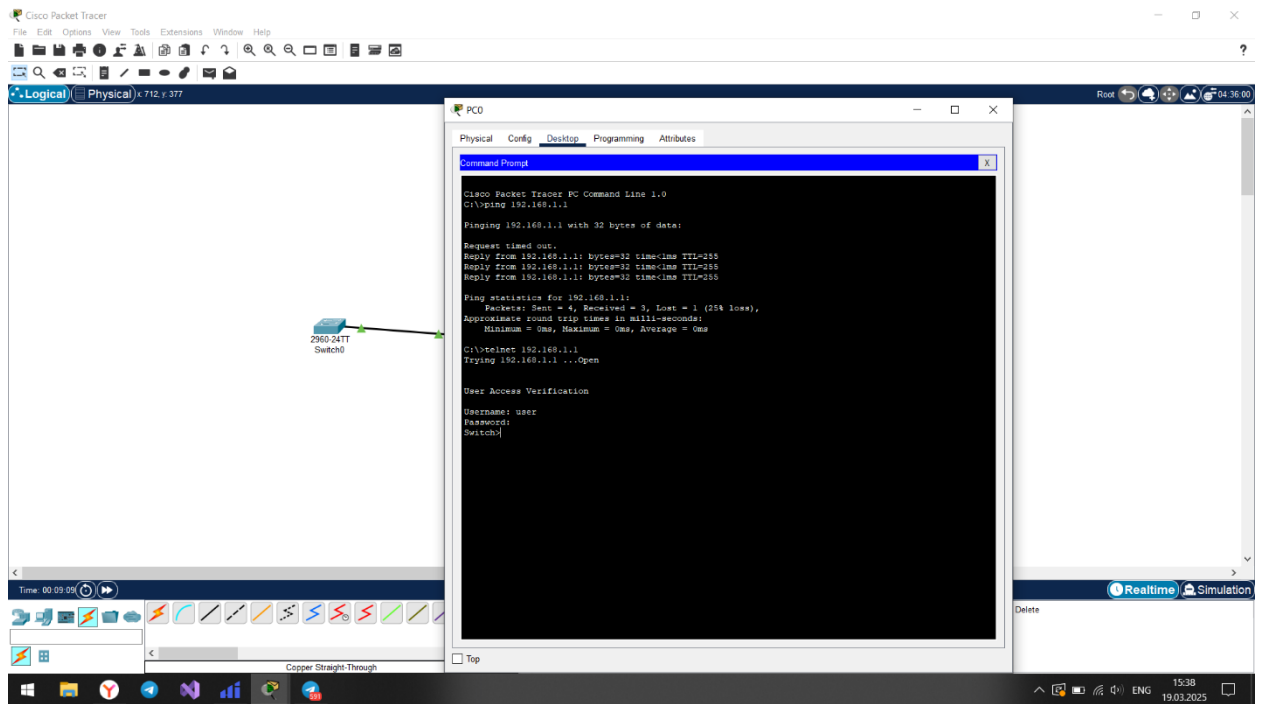 Cisco Packet Tracer
File Edit Options View Tools Extensions Window Help
?
Logical Physical x: 712, y: 377
Root 04:36:00
PC0
Physical Config Desktop Programming Attributes
Command Prompt X
Cisco Packet Tracer PC Command Line 1.0
C:\>ping 192.168.1.1
Pinging 192.168.1.1 with 32 bytes of data:
Request timed out.
Reply from 192.168.1.1: bytes=32 time<1ms TTL=255
Reply from 192.168.1.1: bytes=32 time<1ms TTL=255
Reply from 192.168.1.1: bytes=32 time<1ms TTL=255
Ping statistics for 192.168.1.1:
Packets: Sent = 4, Received = 3, Lost = 1 (25% loss),
Approximate round trip times in milli-seconds:
Minimum = 0ms, Maximum = 0ms, Average = 0ms
C:\>telnet 192.168.1.1
Trying 192.168.1.1 ...Open
User Access Verification
Username: user
Password:
Switch>
2960-24TT
Switch0
Time: 00:09:09
Realtime Simulation
Delete
Copper Straight-Through
Top
591
ENG
15:38
19.03.2025